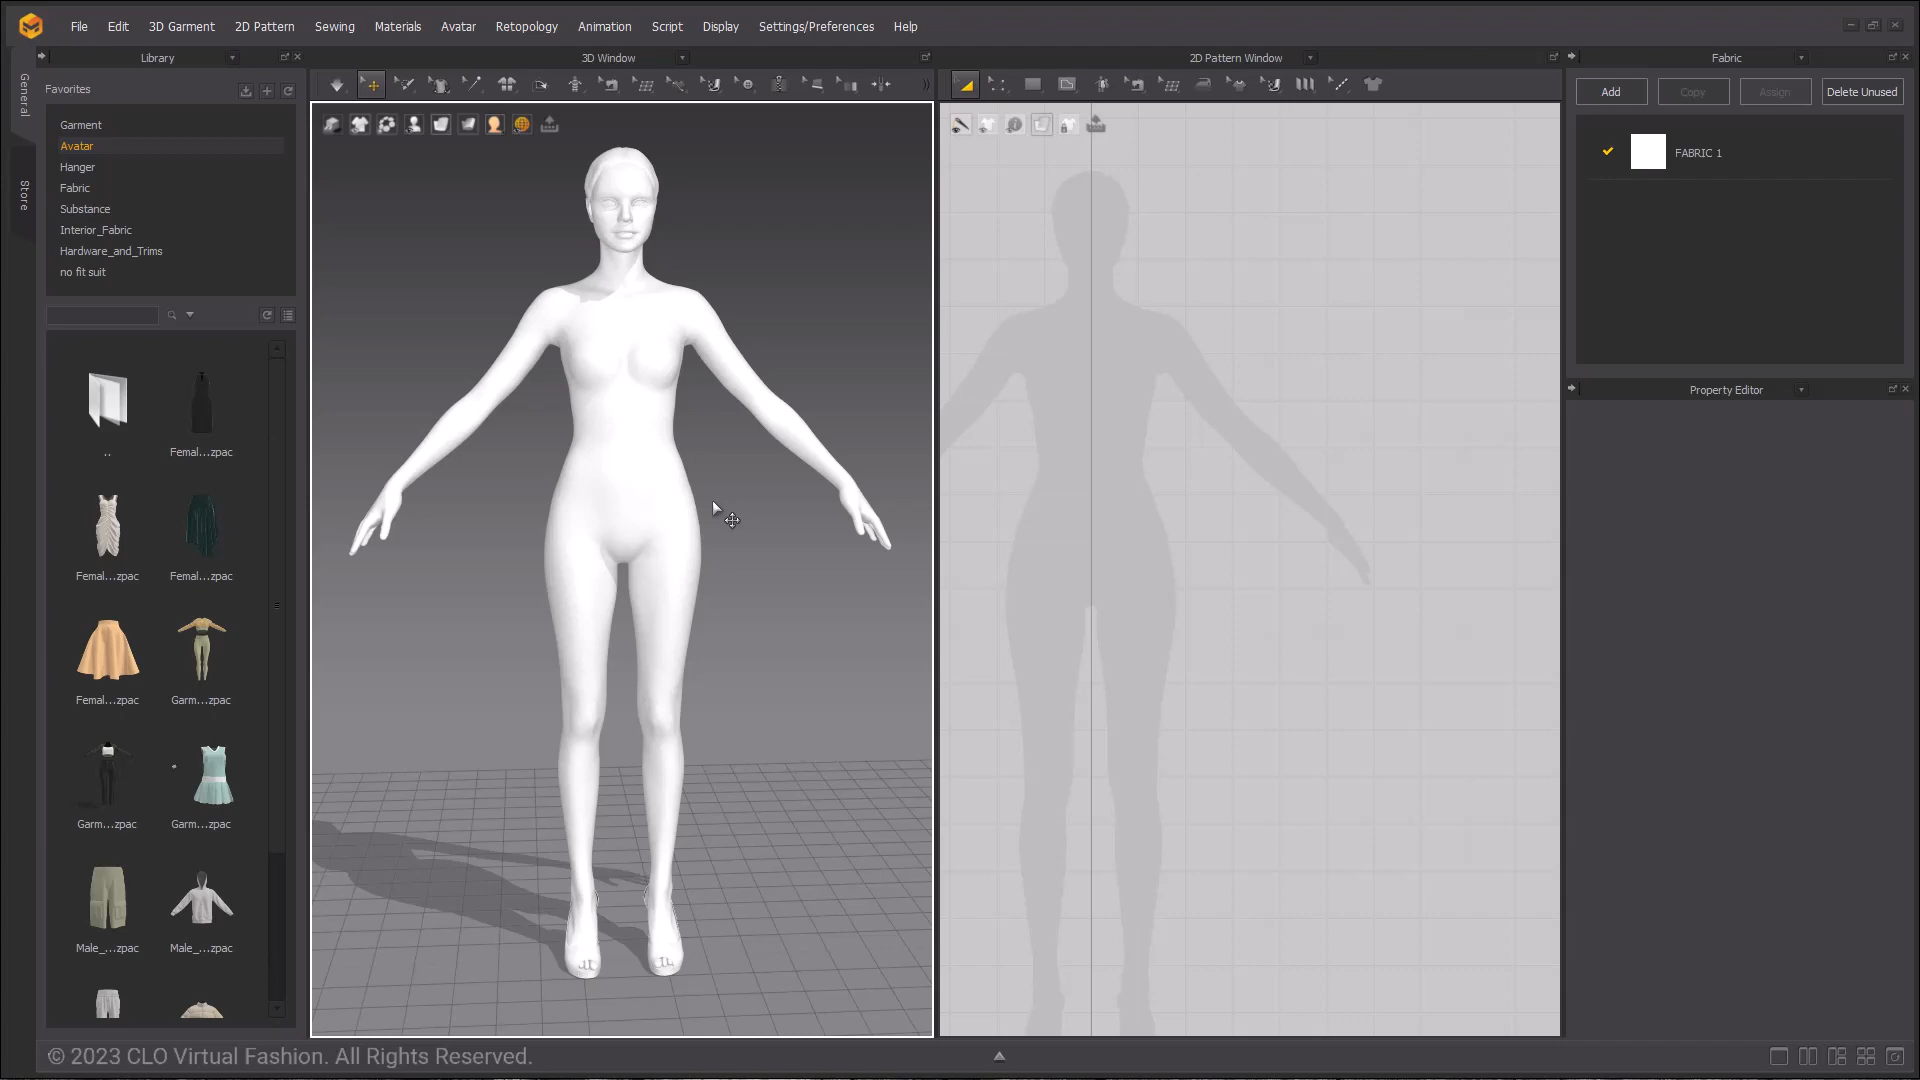 File Edit 3D Garment 2D Pattern Sewing Materials Avatar Retopology Animation Script Display Settings/Preferences Help
Library
3D Window
2D Pattern Window
Fabric
General
Store
Favorites
Garment
Avatar
Hanger
Fabric
Substance
Interior_Fabric
Hardware_and_Trims
no fit suit
..
Femal...zpac
Femal...zpac
Femal...zpac
Femal...zpac
Garm...zpac
Garm...zpac
Garm...zpac
Male_...zpac
Male_...zpac
Add Copy Assign Delete Unused
FABRIC 1
Property Editor
© 2023 CLO Virtual Fashion. All Rights Reserved.